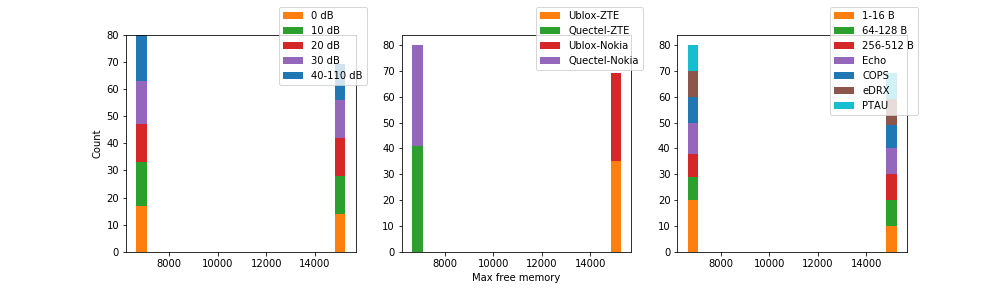 0 dB
10 dB
20 dB
30 dB
40-110 dB
Count
80
70
60
50
40
30
20
10
0
8000 10000 12000 14000
Ublox-ZTE
Quectel-ZTE
Ublox-Nokia
Quectel-Nokia
80
70
60
50
40
30
20
10
0
8000 10000 12000 14000
Max free memory
1-16 B
64-128 B
256-512 B
Echo
COPS
eDRX
PTAU
80
70
60
50
40
30
20
10
0
8000 10000 12000 14000